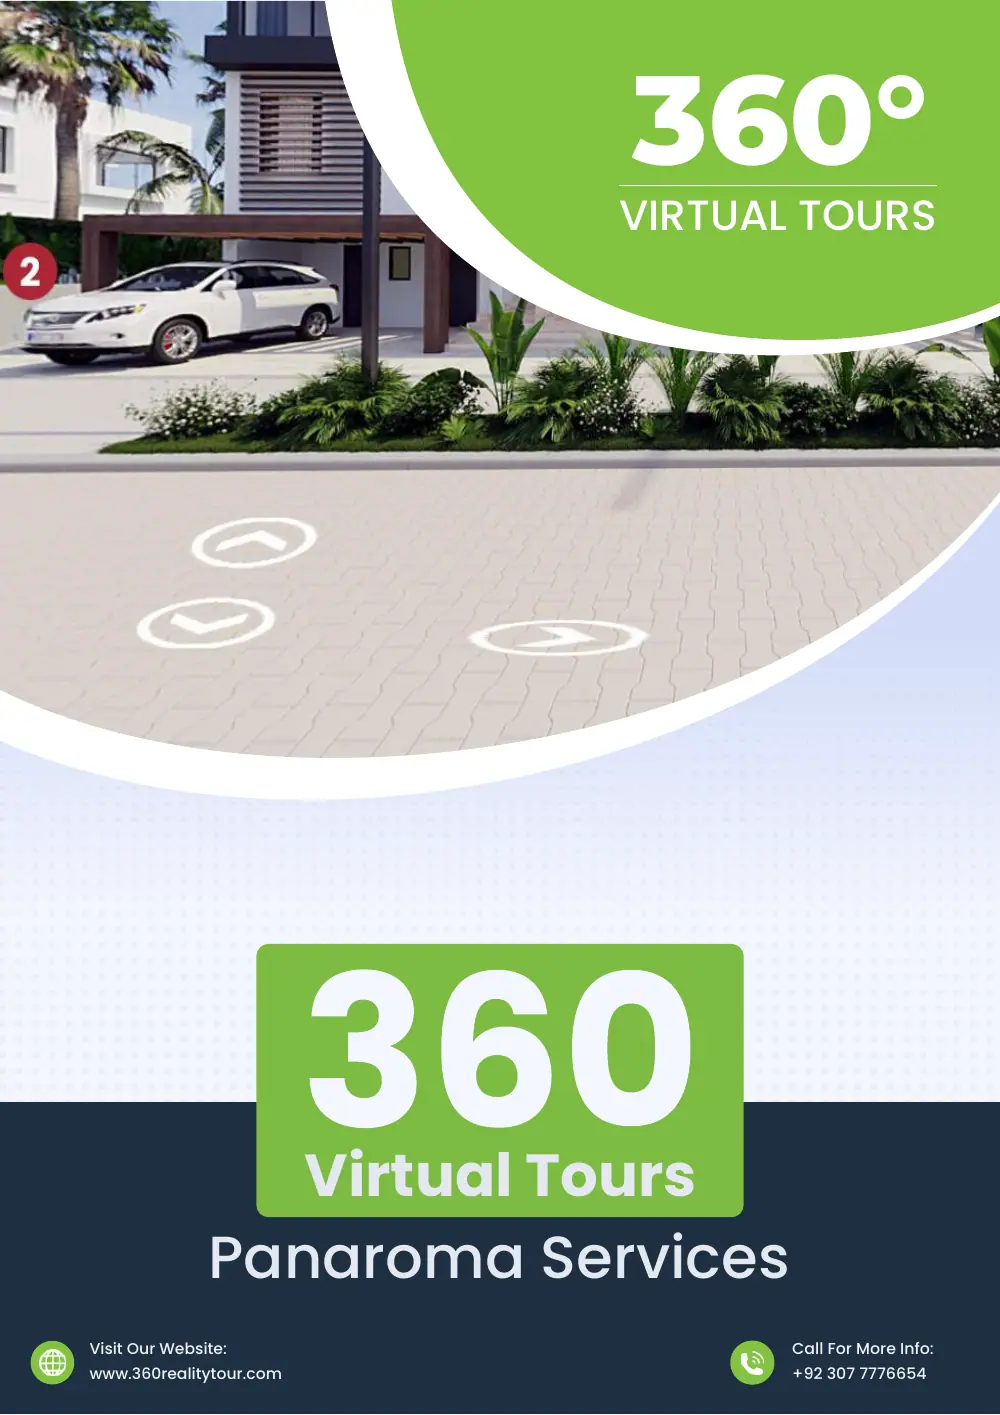 360°
VIRTUAL TOURS
2
360
Virtual Tours
Panaroma Services
Visit Our Website:
www.360realitytour.com
Call For More Info:
+92 307 7776654